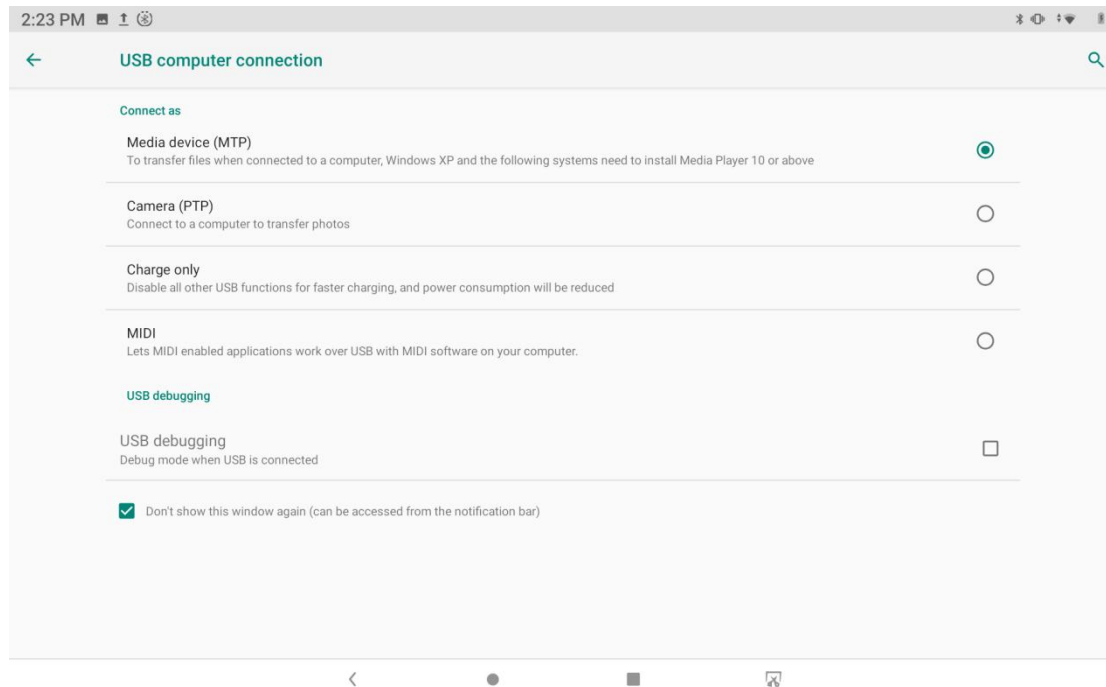 2:23 PM
USB computer connection
Connect as
Media device (MTP)
To transfer files when connected to a computer, Windows XP and the following systems need to install Media Player 10 or above
Camera (PTP)
Connect to a computer to transfer photos
Charge only
Disable all other USB functions for faster charging, and power consumption will be reduced
MIDI
Lets MIDI enabled applications work over USB with MIDI software on your computer.
USB debugging
USB debugging
Debug mode when USB is connected
Don't show this window again (can be accessed from the notification bar)